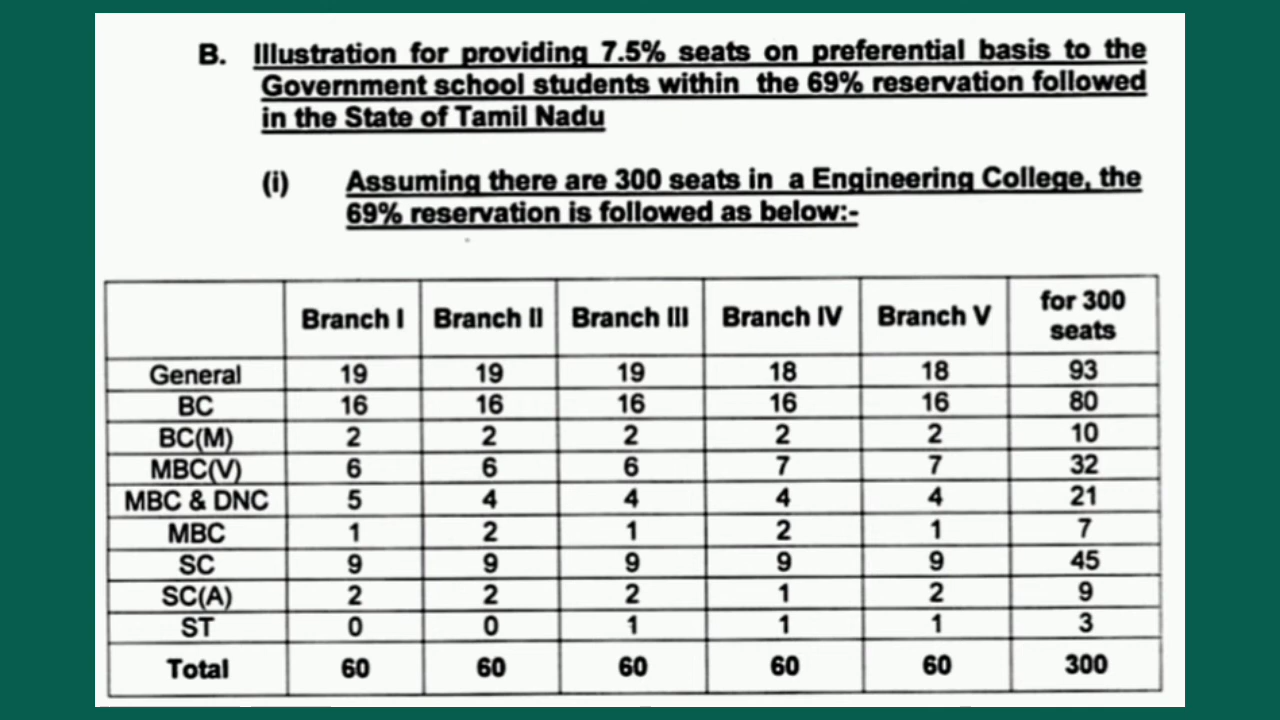 B. Illustration for providing 7.5% seats on preferential basis to the
Government school students within the 69% reservation followed
in the State of Tamil Nadu
(i) Assuming there are 300 seats in a Engineering College, the
69% reservation is followed as below:-
Branch I Branch II Branch III Branch IV Branch V for 300 seats
General 19 19 19 18 18 93
BC 16 16 16 16 16 80
BC(M) 2 2 2 2 2 10
MBC(V) 6 6 6 7 7 32
MBC & DNC 5 4 4 4 4 21
MBC 1 2 1 2 1 7
SC 9 9 9 9 9 45
SC(A) 2 2 2 1 2 9
ST 0 0 1 1 1 3
Total 60 60 60 60 60 300